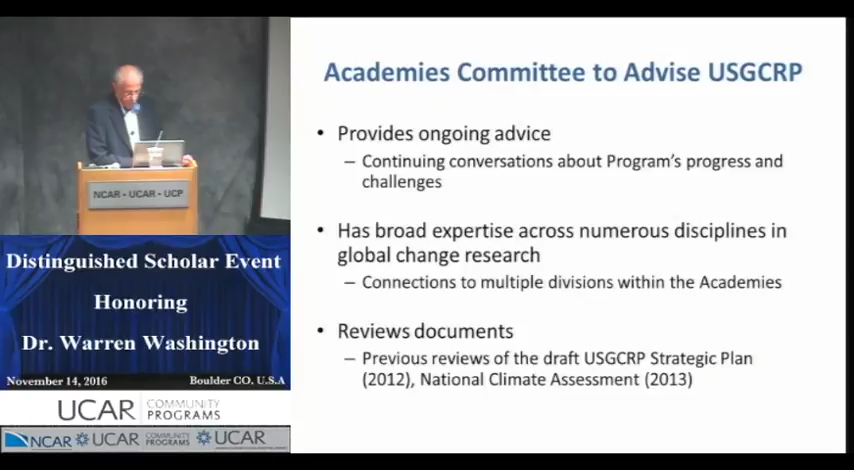 NCAR - UCAR - UCP
Distinguished Scholar Event
Honoring
Dr. Warren Washington
November 14, 2016 Boulder CO, U.S.A
UCAR COMMUNITY PROGRAMS
NCAR UCAR COMMUNITY PROGRAMS UCAR
Academies Committee to Advise USGCRP
• Provides ongoing advice
– Continuing conversations about Program's progress and
challenges
• Has broad expertise across numerous disciplines in
global change research
– Connections to multiple divisions within the Academies
• Reviews documents
– Previous reviews of the draft USGCRP Strategic Plan
(2012), National Climate Assessment (2013)